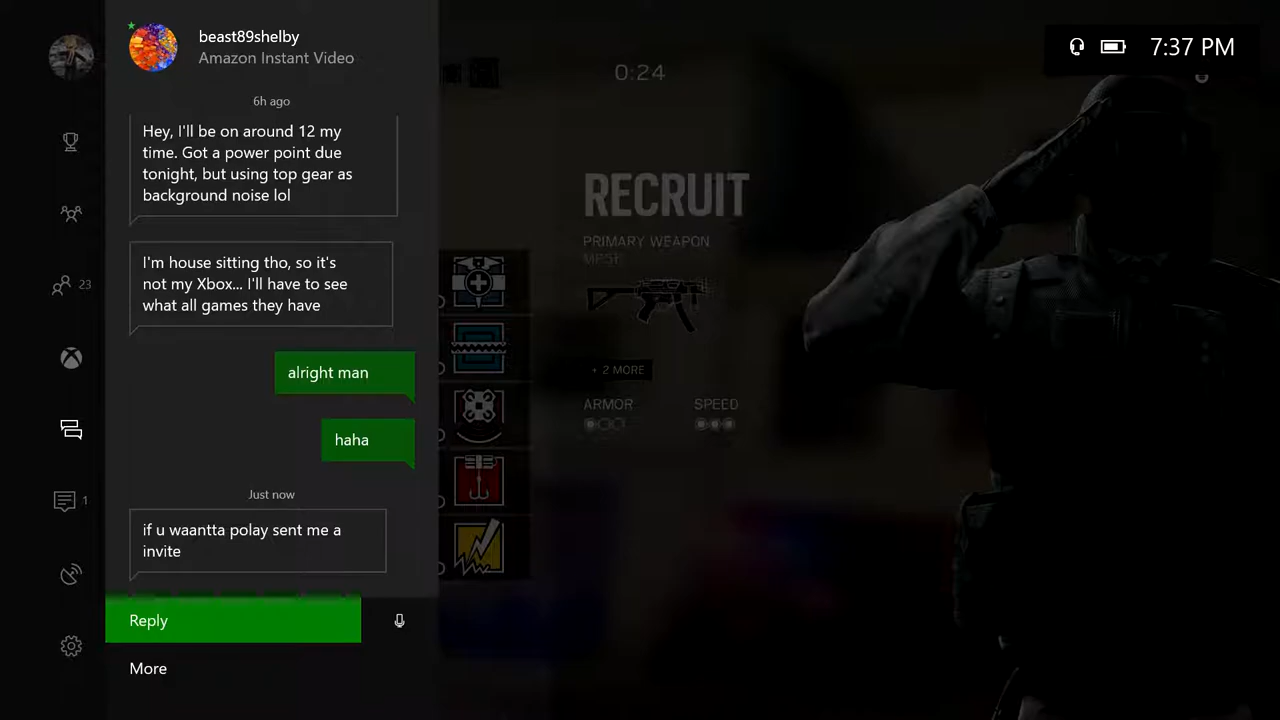 beast89shelby
Amazon Instant Video
7:37 PM
6h ago
Hey, I'll be on around 12 my
time. Got a power point due
tonight, but using top gear as
background noise lol
I'm house sitting tho, so it's
not my Xbox... I'll have to see
what all games they have
alright man
haha
Just now
if u waantta polay sent me a
invite
Reply
More
23
1
0:24
RECRUIT
PRIMARY WEAPON
MP5K
+ 2 MORE
ARMOR
SPEED